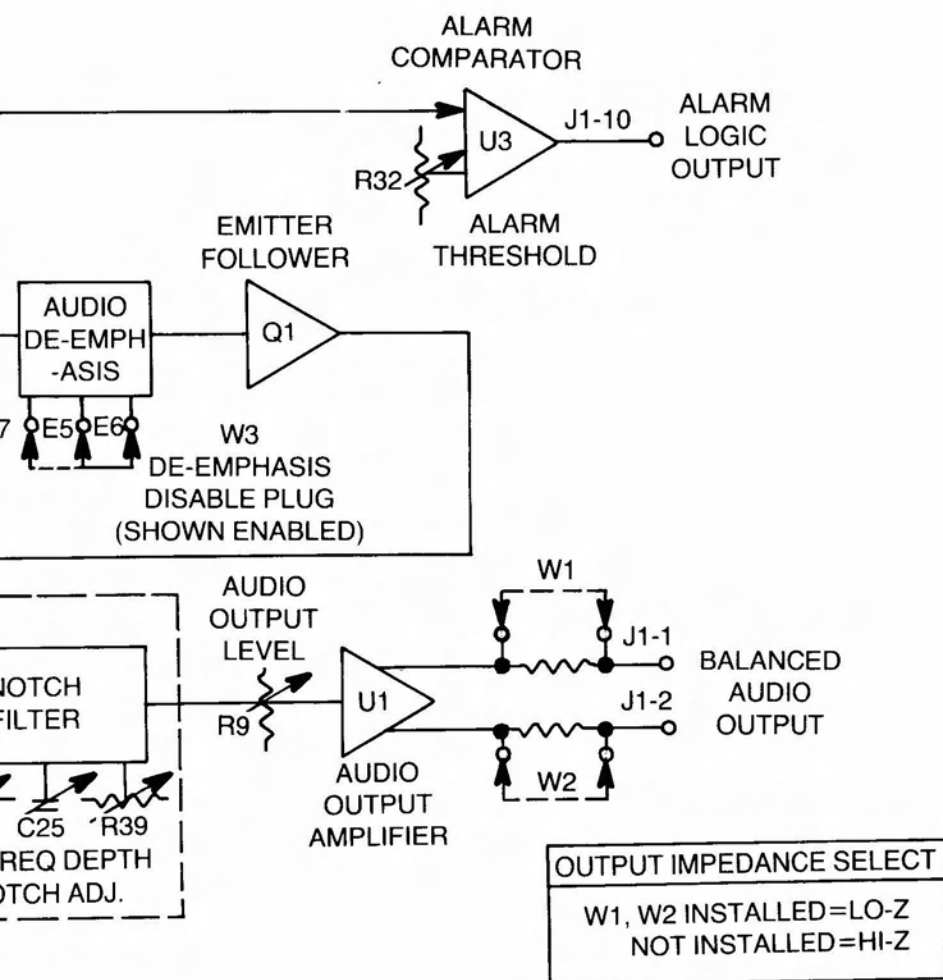 ALARM
COMPARATOR
U3
J1-10
ALARM
LOGIC
OUTPUT
R32
ALARM
THRESHOLD
EMITTER
FOLLOWER
AUDIO
DE-EMPH
-ASIS
Q1
7 E5 E6
W3
DE-EMPHASIS
DISABLE PLUG
(SHOWN ENABLED)
AUDIO
OUTPUT
LEVEL
W1
J1-1
NOTCH
FILTER
R9
U1
BALANCED
AUDIO
OUTPUT
J1-2
W2
AUDIO
OUTPUT
AMPLIFIER
C25 R39
REQ DEPTH
OTCH ADJ.
OUTPUT IMPEDANCE SELECT
W1, W2 INSTALLED=LO-Z
NOT INSTALLED=HI-Z